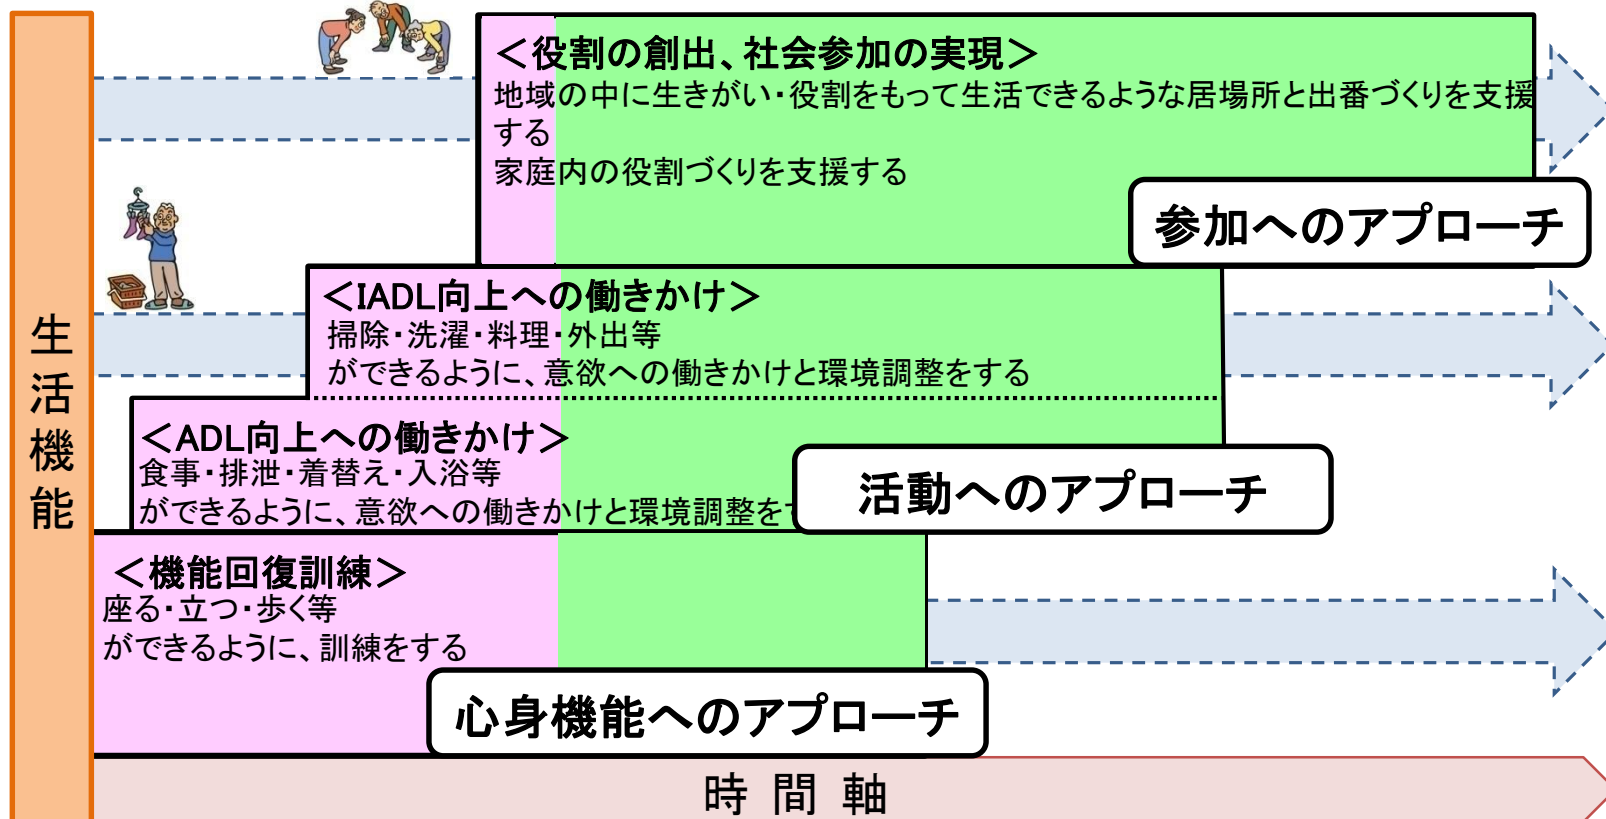 生活機能
＜役割の創出、社会参加の実現＞
地域の中に生きがい・役割をもって生活できるような居場所と出番づくりを支援
する
家庭内の役割づくりを支援する
参加へのアプローチ
＜IADL向上への働きかけ＞
掃除・洗濯・料理・外出等
ができるように、意欲への働きかけと環境調整をする
＜ADL向上への働きかけ＞
食事・排泄・着替え・入浴等
ができるように、意欲への働きかけと環境調整を
活動へのアプローチ
＜機能回復訓練＞
座る・立つ・歩く等
ができるように、訓練をする
心身機能へのアプローチ
時間軸